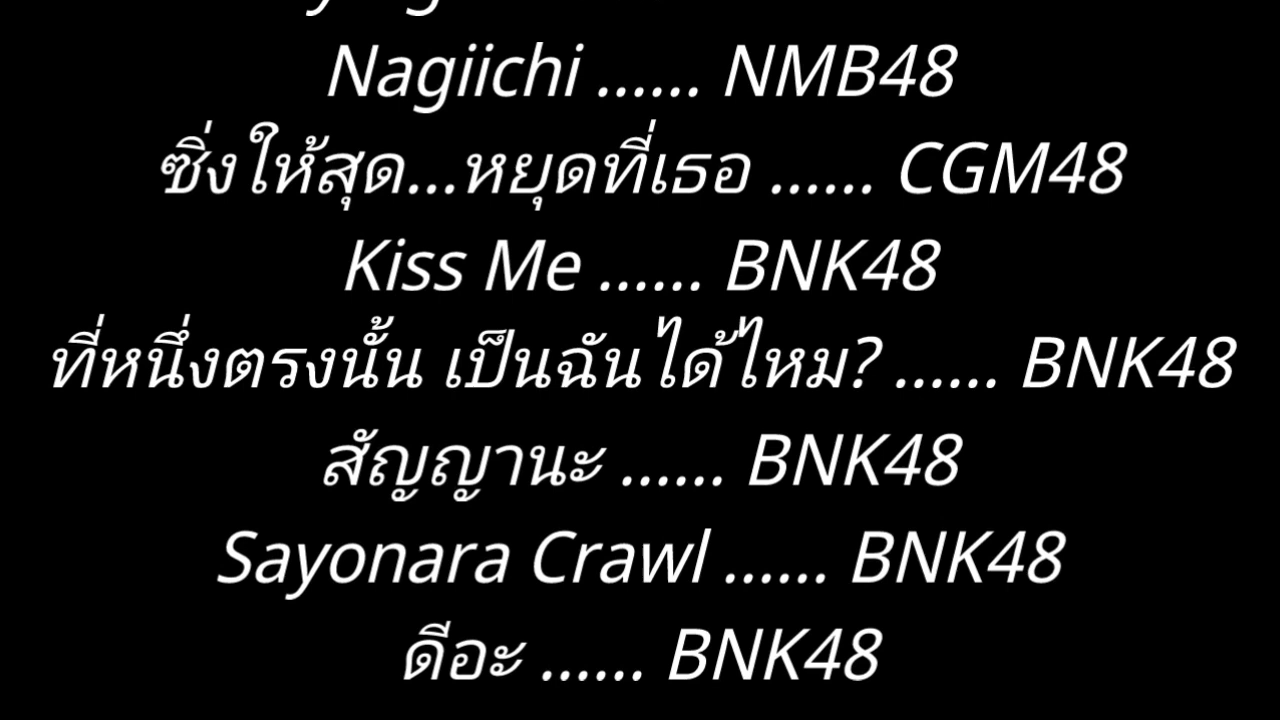 Nagiichi ...... NMB48
ซิ่งให้สุด...หยุดที่เธอ ...... CGM48
Kiss Me ...... BNK48
ที่หนึ่งตรงนั้น เป็นฉันได้ไหม? ...... BNK48
สัญญานะ ...... BNK48
Sayonara Crawl ...... BNK48
ดีอะ ...... BNK48